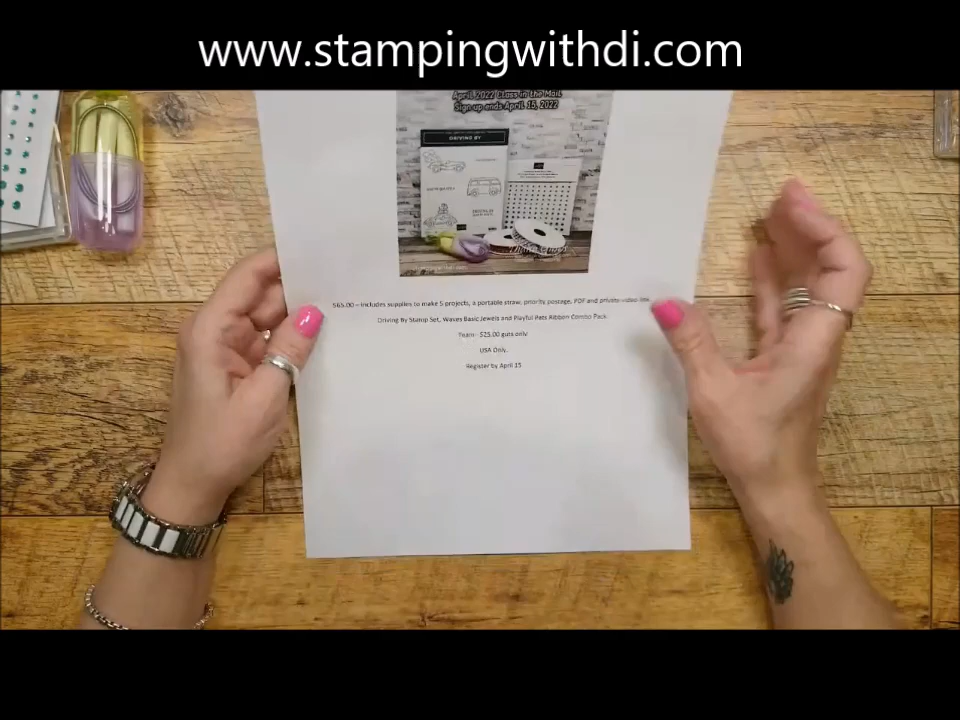 www.stampingwithdi.com
April, 2022 Class in the Mail
Sign up ends April 15, 2022
DRIVING BY
$65.00 – Includes supplies to make 5 projects, a portable straw, priority postage, PDF and private video link
Driving By Stamp Set, Waves Basic Jewels and Playful Pets Ribbon Combo Pack
Team - $25.00 guts only
USA Only.
Register by April 15